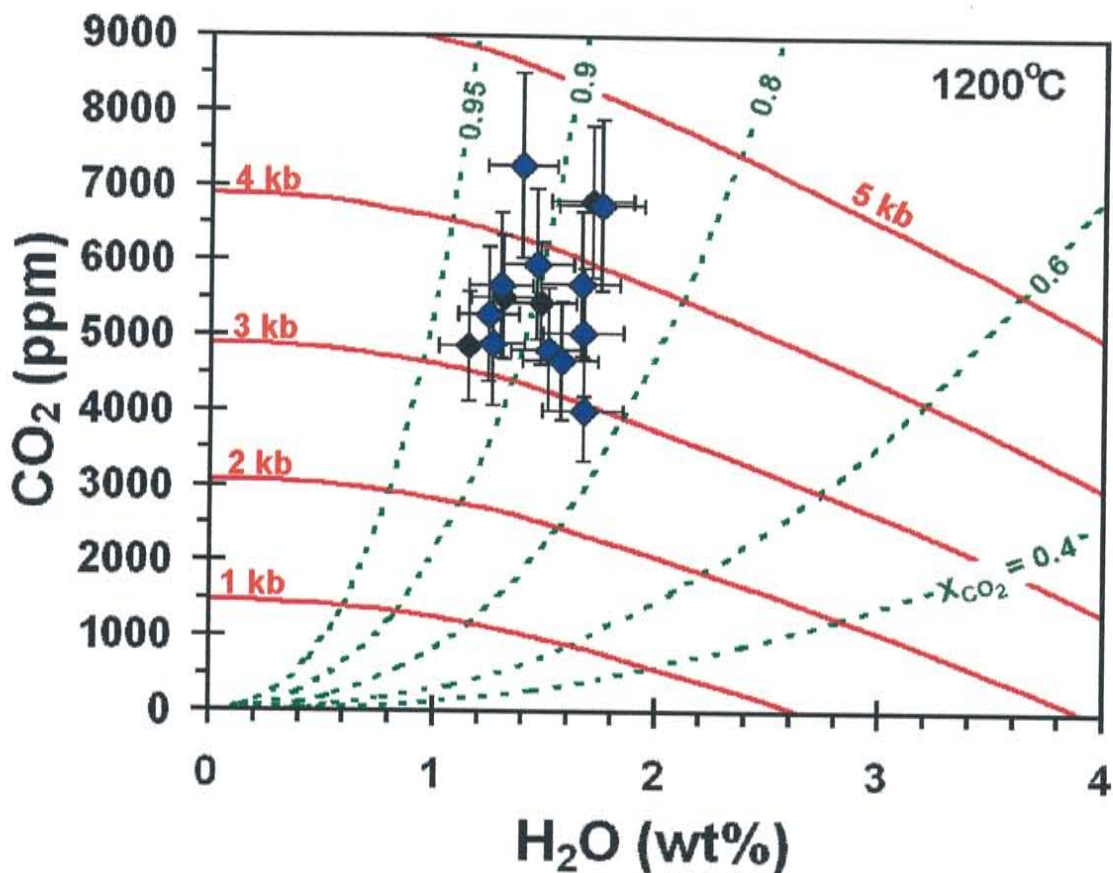 9000
8000
7000
6000
5000
4000
3000
2000
1000
0
CO₂ (ppm)
1200°C
0.95
0.9
0.8
0.6
X_CO₂ = 0.4
5 kb
4 kb
3 kb
2 kb
1 kb
0 1 2 3 4
H₂O (wt%)